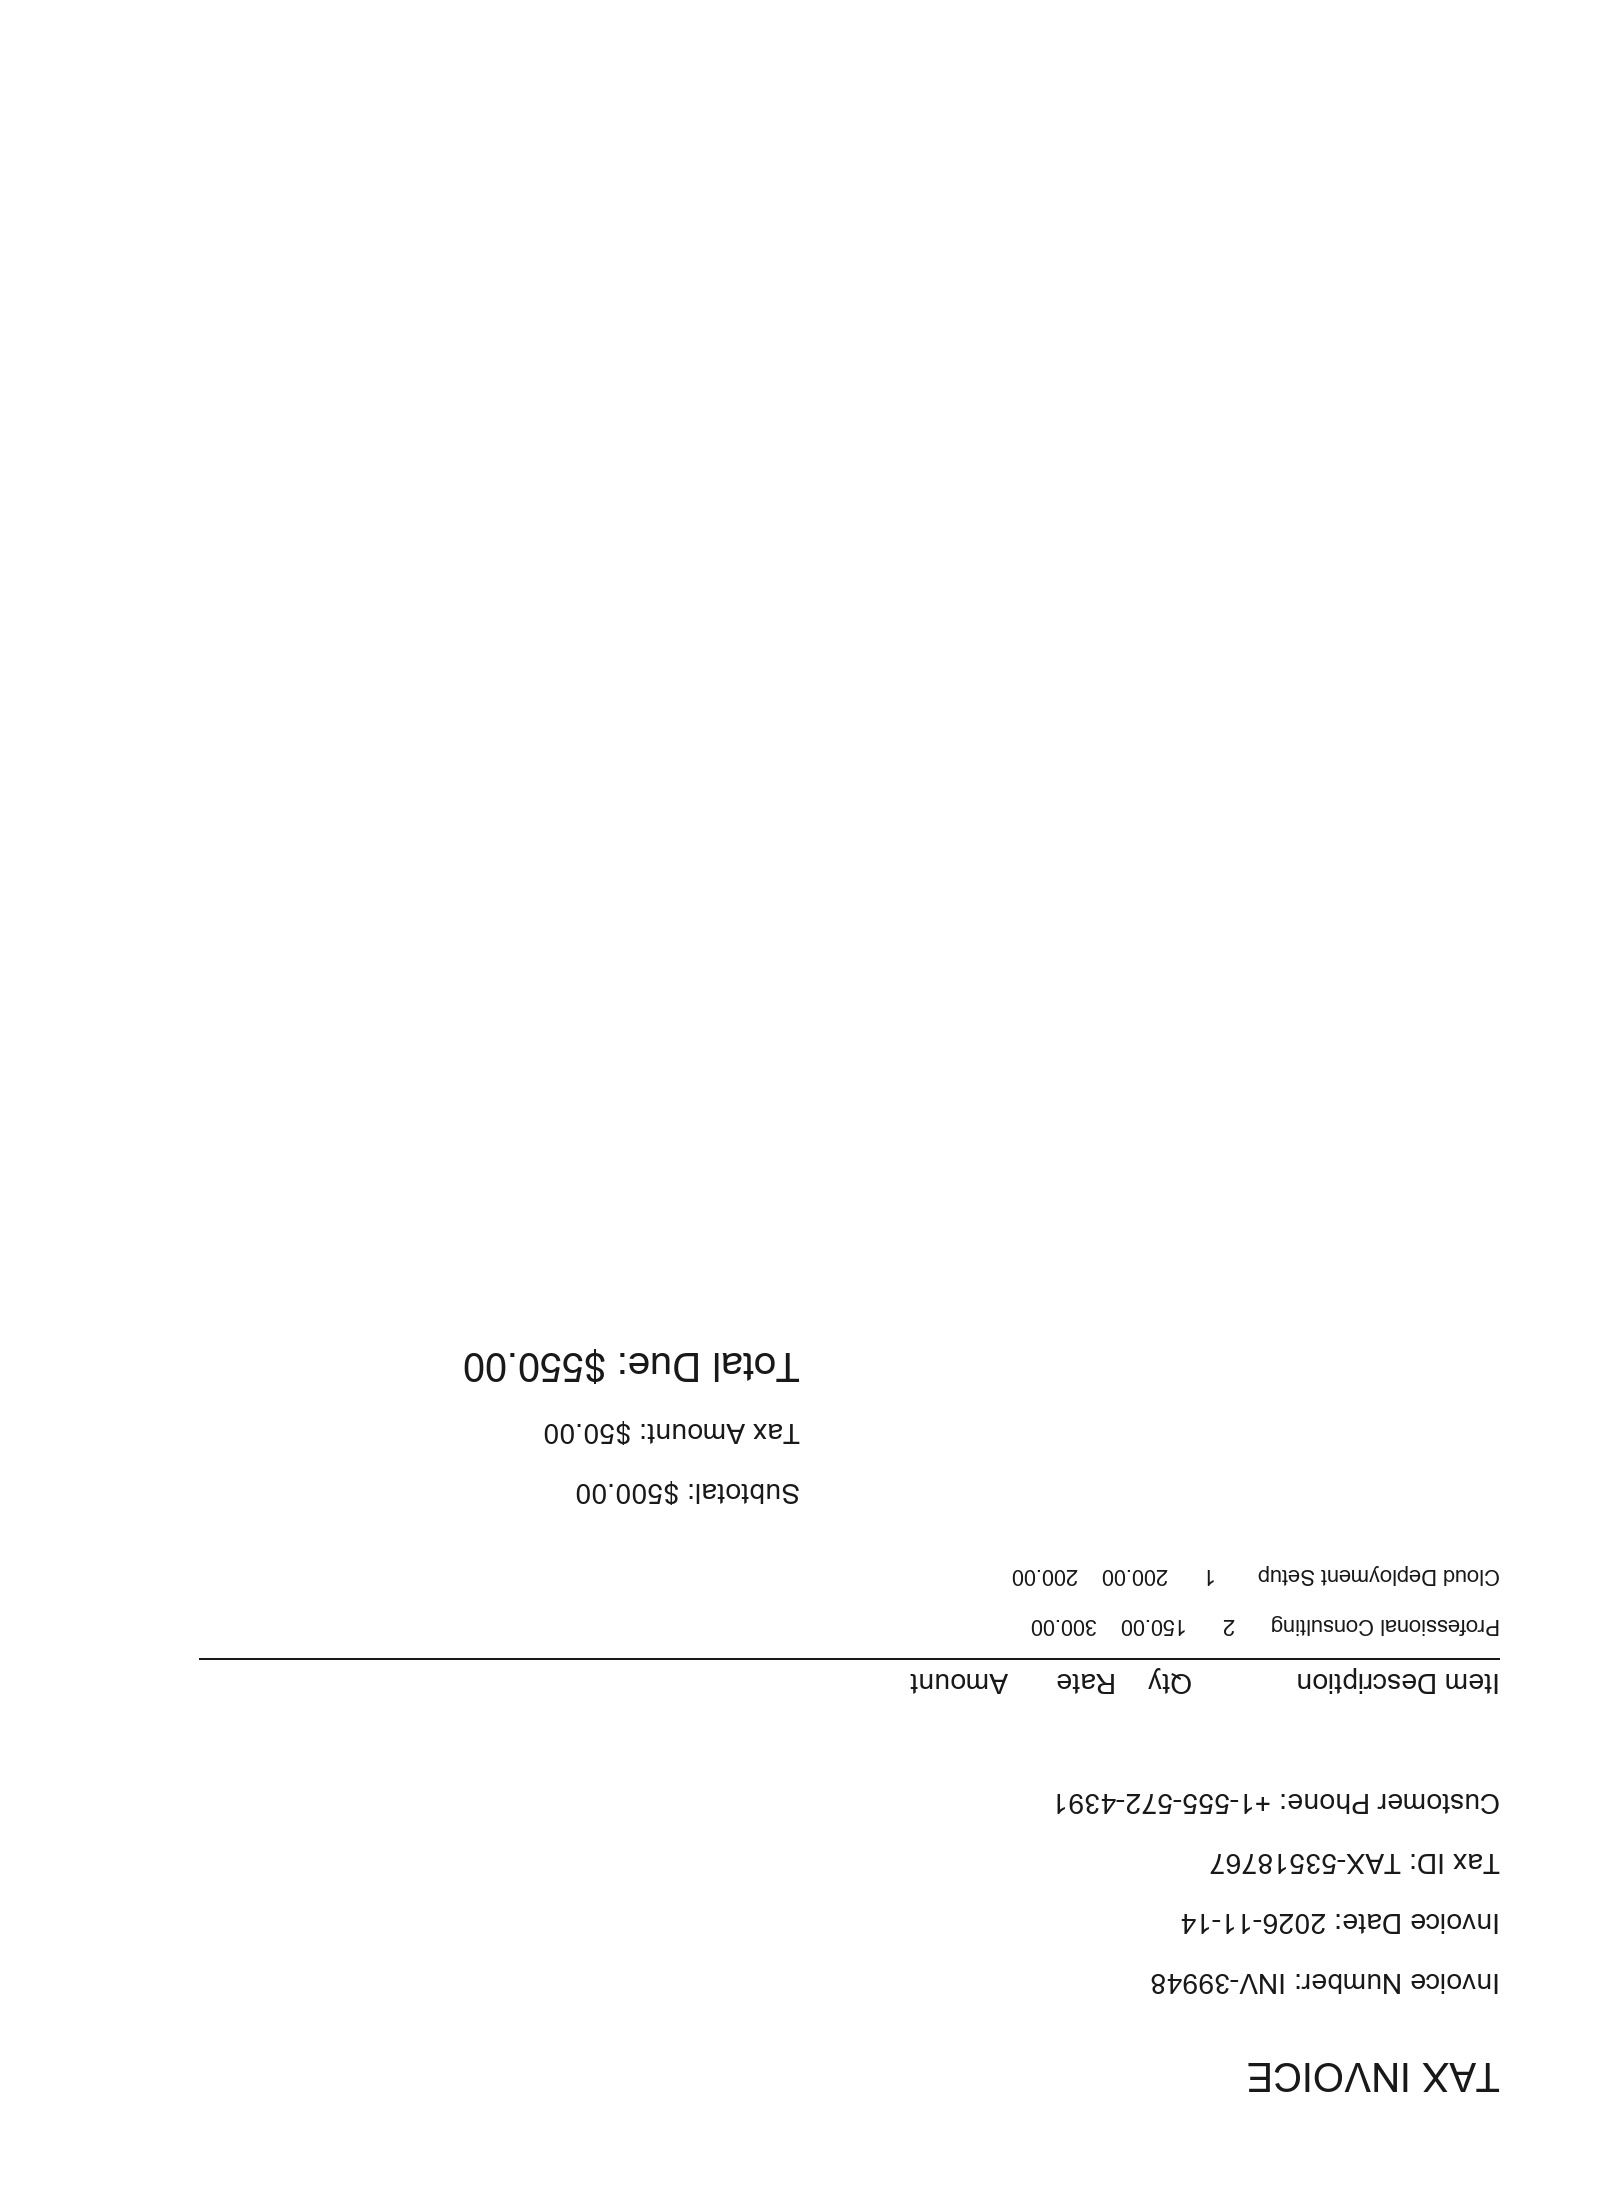 TAX INVOICE
Invoice Number: INV-39948
Invoice Date: 2026-11-14
Tax ID: TAX-53518767
Customer Phone: +1-555-572-4391
Item Description Qty Rate Amount
Professional Consulting 2 150.00 300.00
Cloud Deployment Setup 1 200.00 200.00
Subtotal: $500.00
Tax Amount: $50.00
Total Due: $550.00